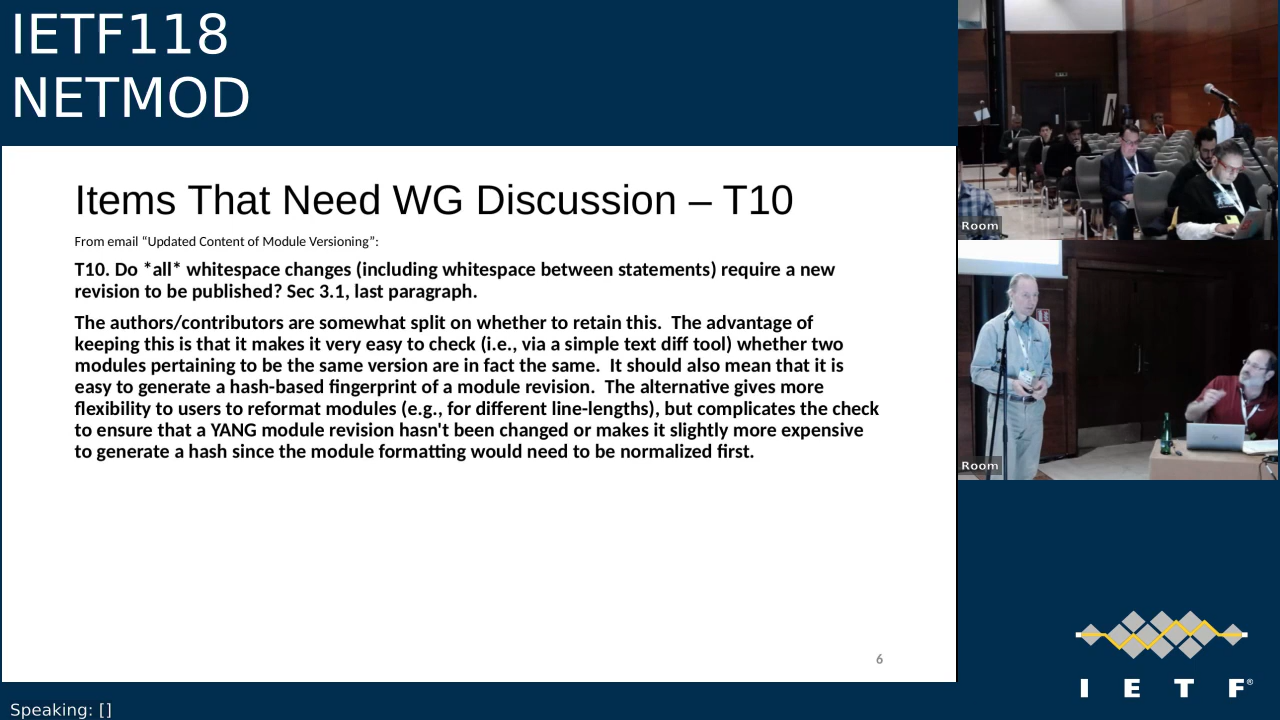 IETF118
NETMOD
Items That Need WG Discussion – T10
From email “Updated Content of Module Versioning”:
T10. Do *all* whitespace changes (including whitespace between statements) require a new
revision to be published? Sec 3.1, last paragraph.
The authors/contributors are somewhat split on whether to retain this.  The advantage of
keeping this is that it makes it very easy to check (i.e., via a simple text diff tool) whether two
modules pertaining to be the same version are in fact the same.  It should also mean that it is
easy to generate a hash-based fingerprint of a module revision.  The alternative gives more
flexibility to users to reformat modules (e.g., for different line-lengths), but complicates the check
to ensure that a YANG module revision hasn't been changed or makes it slightly more expensive
to generate a hash since the module formatting would need to be normalized first.
6
Room
Room
I E T F®
Speaking: []